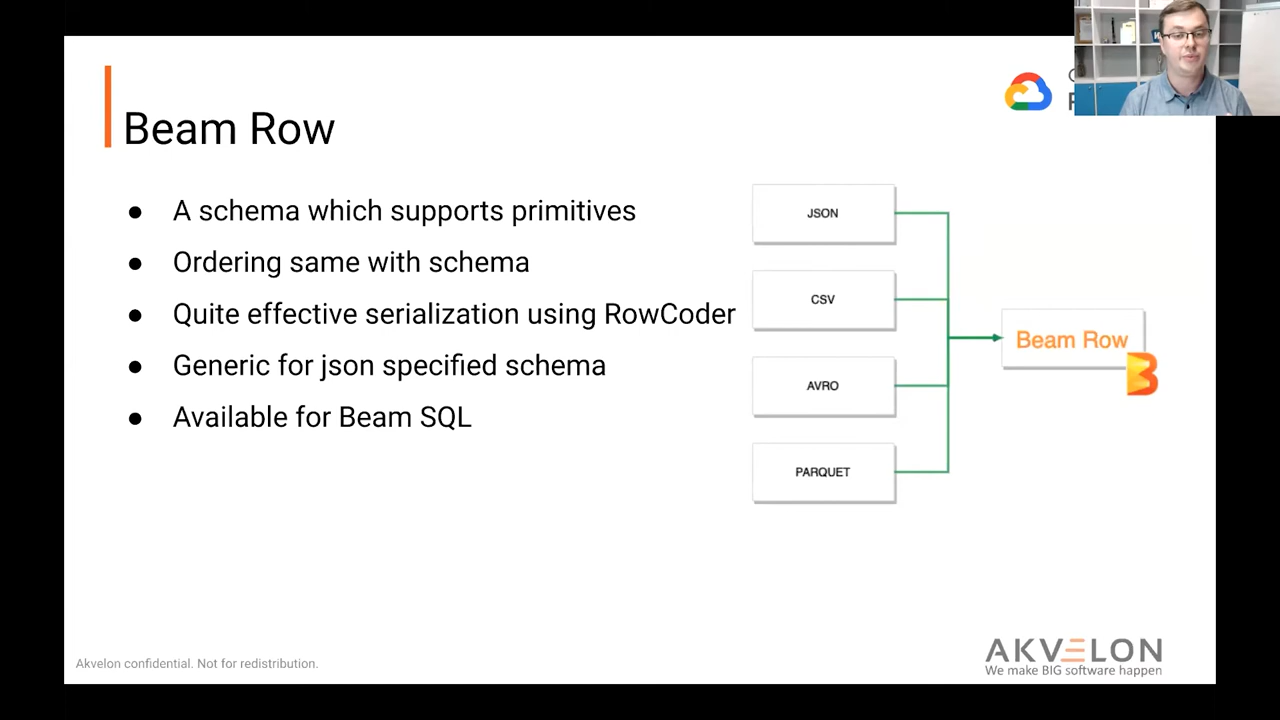 Beam Row
● A schema which supports primitives
● Ordering same with schema
● Quite effective serialization using RowCoder
● Generic for json specified schema
● Available for Beam SQL
JSON
CSV
AVRO
PARQUET
Beam Row
Akvelon confidential. Not for redistribution.
AKVELON
We make BIG software happen